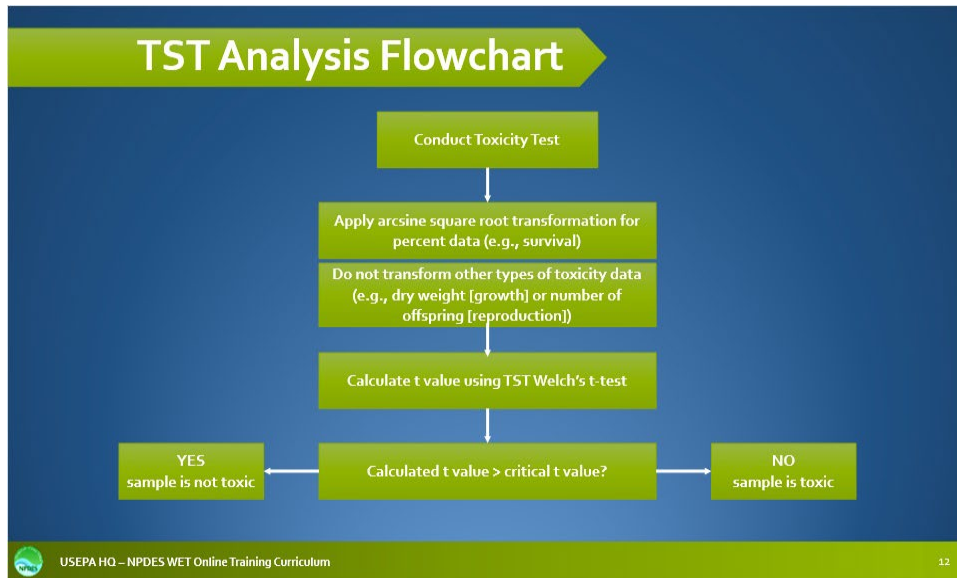 TST Analysis Flowchart
Conduct Toxicity Test
Apply arcsine square root transformation for
percent data (e.g., survival)
Do not transform other types of toxicity data
(e.g., dry weight [growth] or number of
offspring [reproduction])
Calculate t value using TST Welch's t-test
YES
sample is not toxic
Calculated t value > critical t value?
NO
sample is toxic
NPDES
USEPA HQ – NPDES WET Online Training Curriculum
12